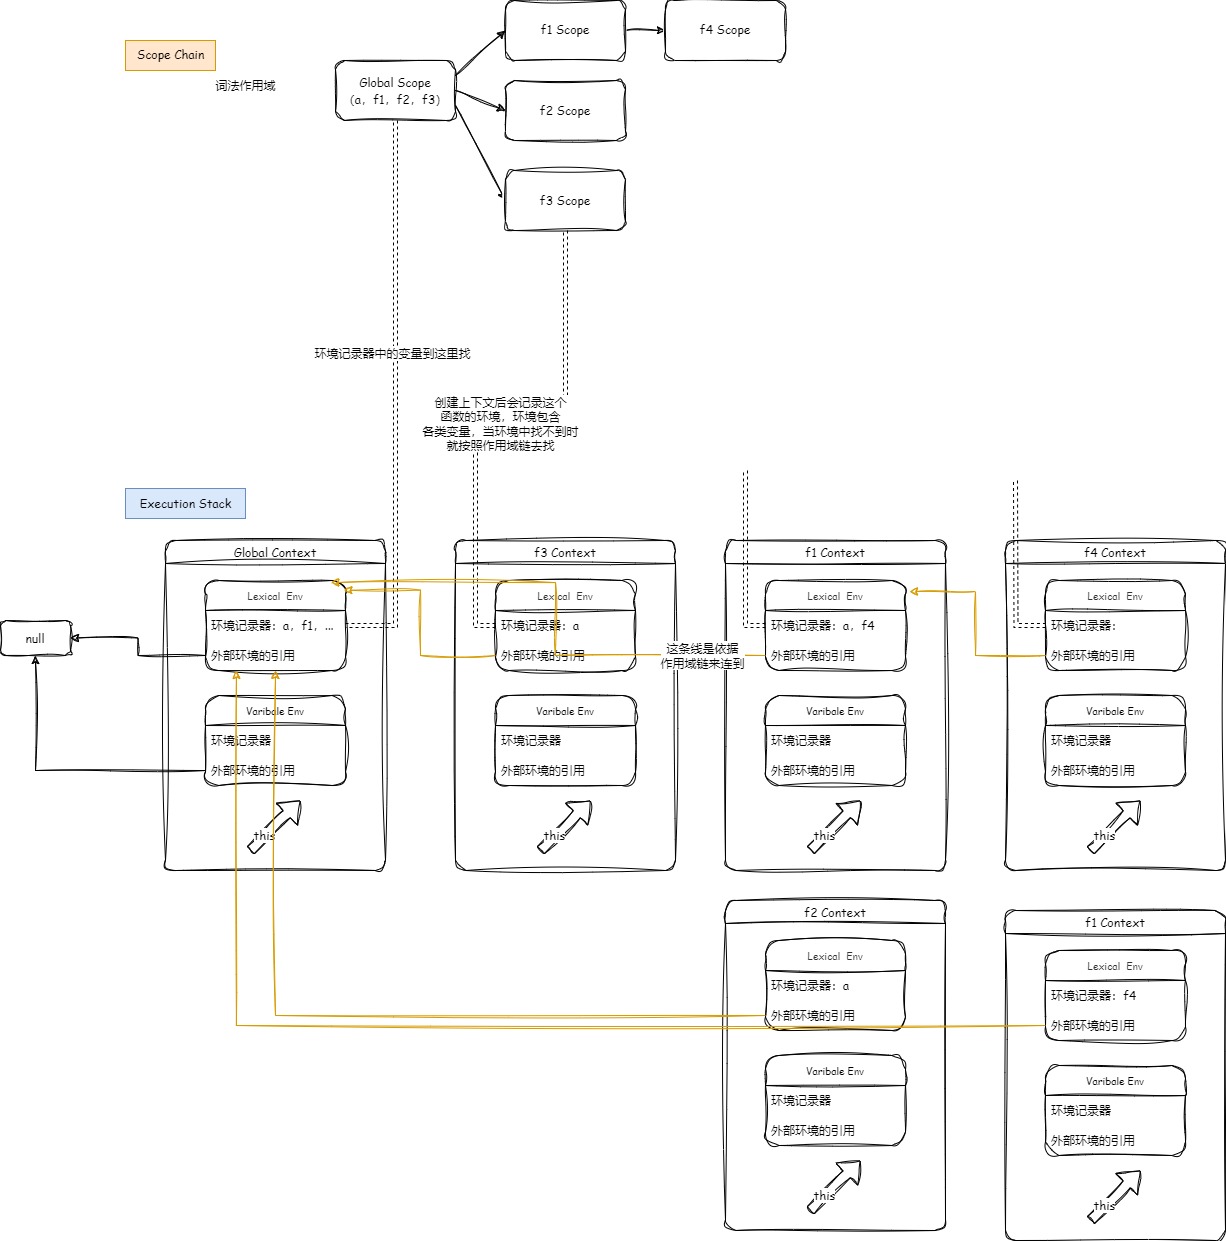 Scope Chain
词法作用域
Global Scope
(a，f1，f2，f3)
f1 Scope
f4 Scope
f2 Scope
f3 Scope
环境记录器中的变量到这里找
创建上下文后会记录这个
函数的环境，环境包含
各类变量，当环境中找不到时
就按照作用域链去找
Execution Stack
null
Global Context
Lexical Env
环境记录器：a，f1，...
外部环境的引用
Varibale Env
环境记录器
外部环境的引用
this
f3 Context
Lexical Env
环境记录器：a
外部环境的引用
Varibale Env
环境记录器
外部环境的引用
this
这条线是依据
作用域链来连到
f1 Context
Lexical Env
环境记录器：a，f4
外部环境的引用
Varibale Env
环境记录器
外部环境的引用
this
f4 Context
Lexical Env
环境记录器：
外部环境的引用
Varibale Env
环境记录器
外部环境的引用
this
f2 Context
Lexical Env
环境记录器：a
外部环境的引用
Varibale Env
环境记录器
外部环境的引用
this
f1 Context
Lexical Env
环境记录器：f4
外部环境的引用
Varibale Env
环境记录器
外部环境的引用
this